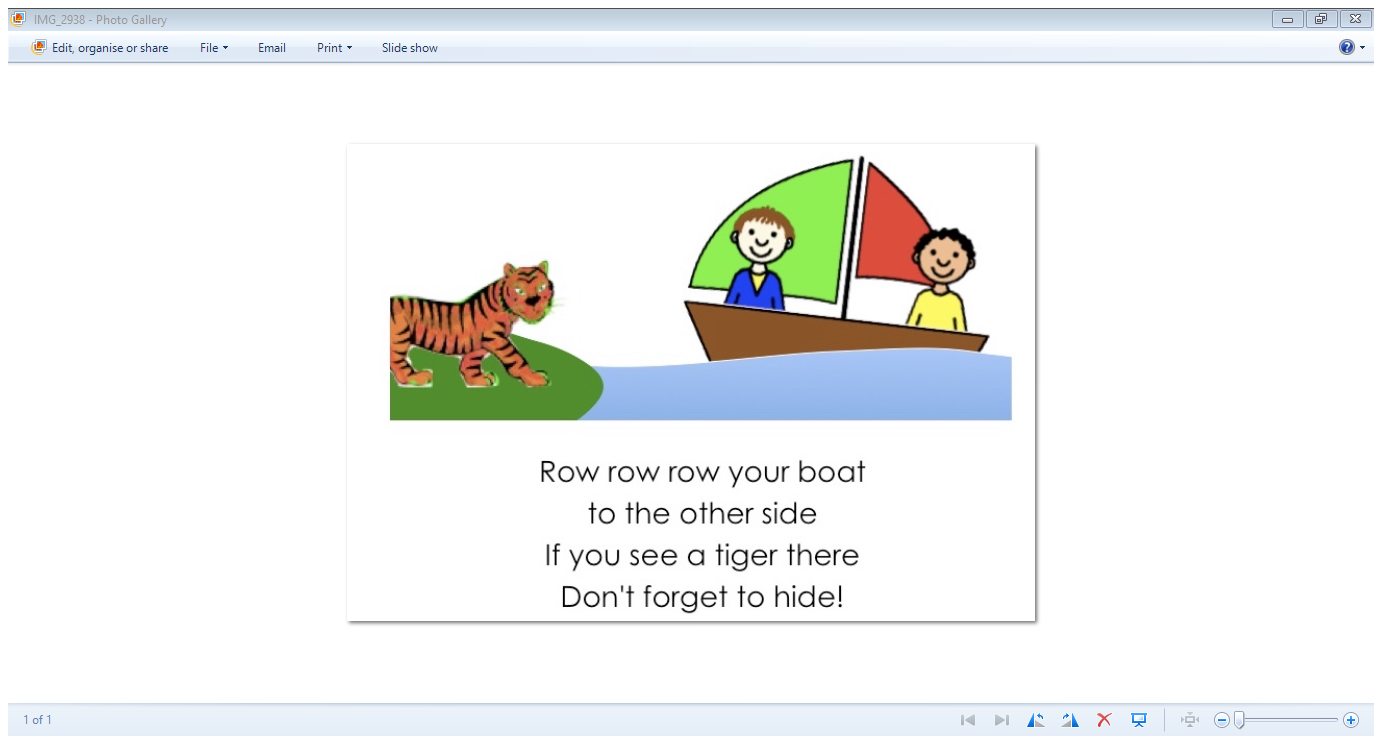 IMG_2938 - Photo Gallery
Edit, organise or share File Email Print Slide show
Row row row your boat
to the other side
If you see a tiger there
Don't forget to hide!
1 of 1